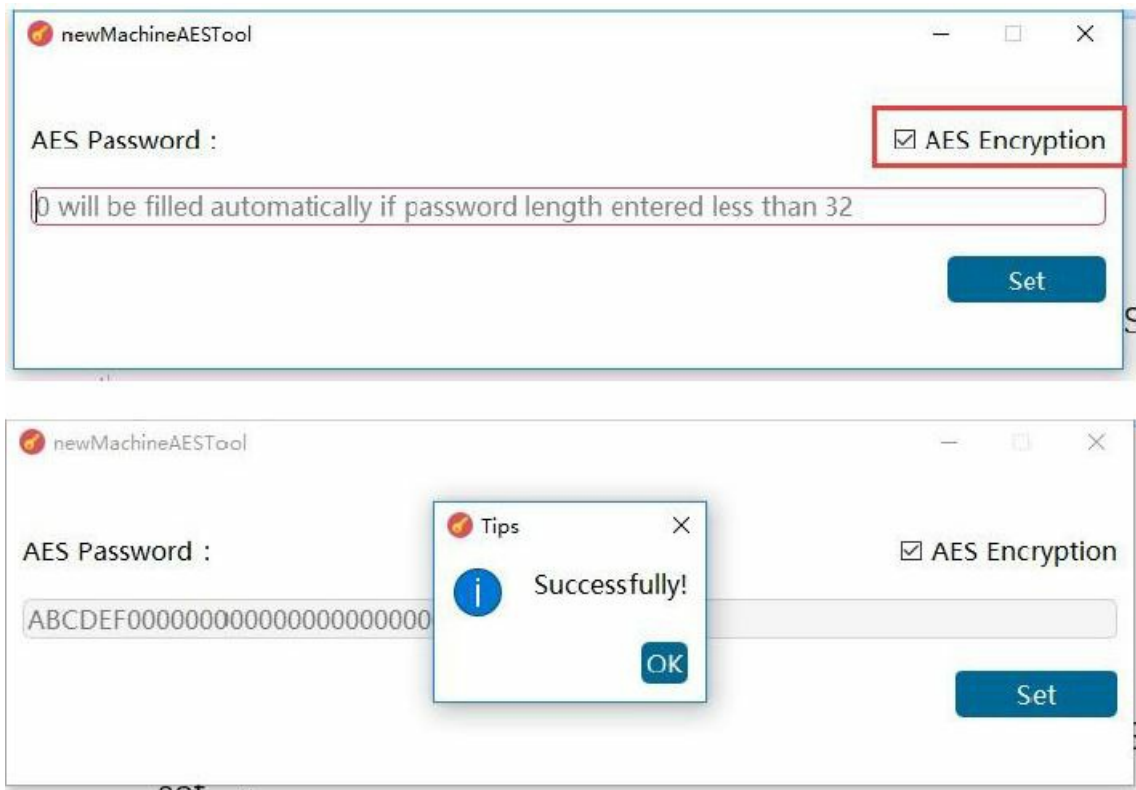 newMachineAESTool
AES Password :
AES Encryption
0 will be filled automatically if password length entered less than 32
Set
newMachineAESTool
Tips
AES Password :
Successfully!
AES Encryption
OK
Set